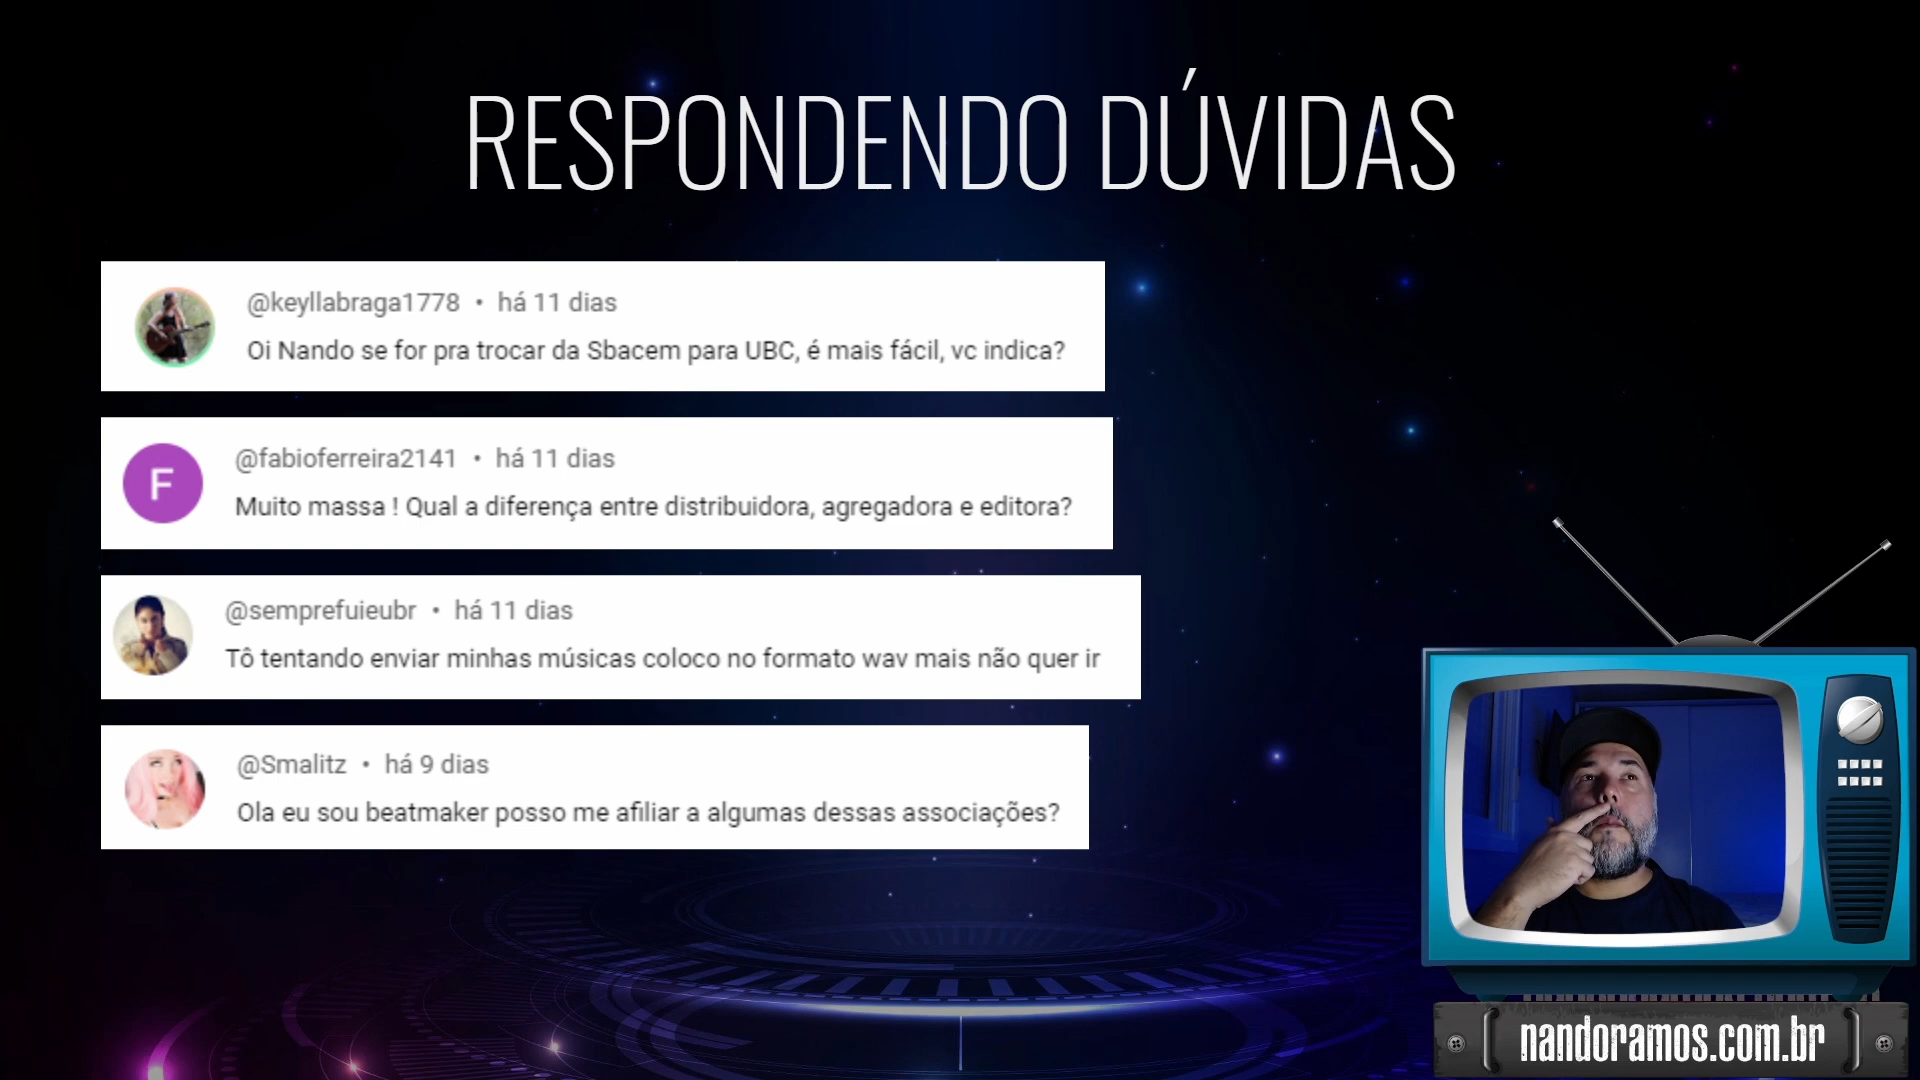 RESPONDENDO DÚVIDAS
@keyllabraga1778 • há 11 dias
Oi Nando se for pra trocar da Sbacem para UBC, é mais fácil, vc indica?
F
@fabioferreira2141 • há 11 dias
Muito massa ! Qual a diferença entre distribuidora, agregadora e editora?
@semprefuieubr • há 11 dias
Tô tentando enviar minhas músicas coloco no formato wav mais não quer ir
@Smalitz • há 9 dias
Ola eu sou beatmaker posso me afiliar a algumas dessas associações?
nandoramos.com.br